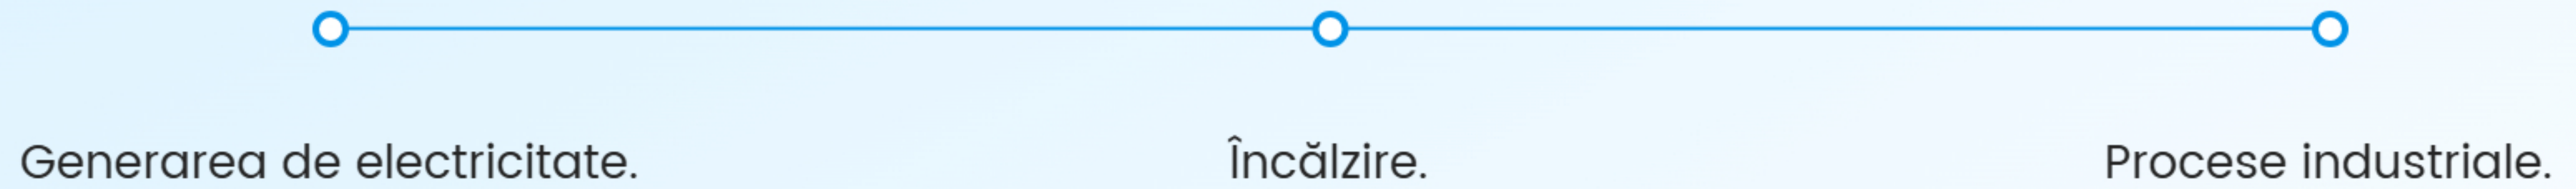 Generarea de electricitate.
Încălzire.
Procese industriale.